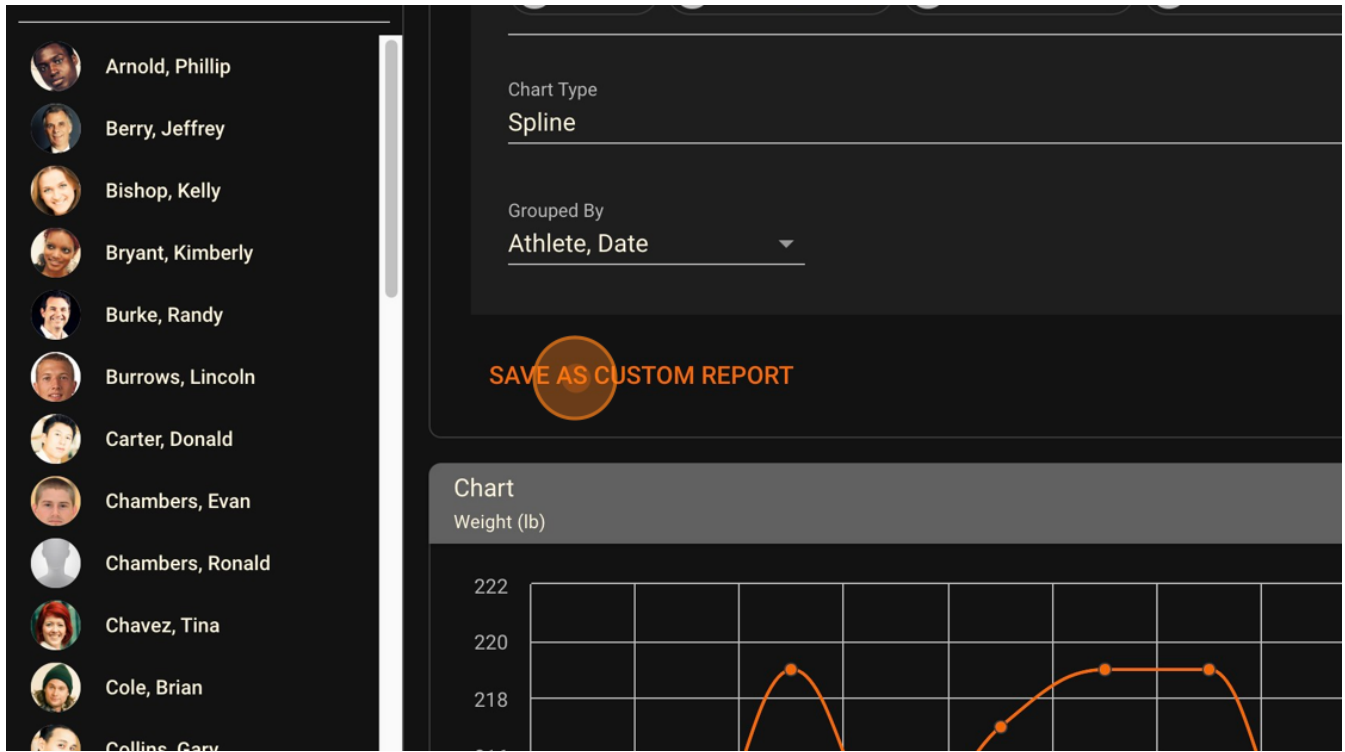 Arnold, Phillip
Berry, Jeffrey
Bishop, Kelly
Bryant, Kimberly
Burke, Randy
Burrows, Lincoln
Carter, Donald
Chambers, Evan
Chambers, Ronald
Chavez, Tina
Cole, Brian
Collins, Gary
Chart Type
Spline
Grouped By
Athlete, Date
SAVE AS CUSTOM REPORT
Chart
Weight (lb)
222
220
218